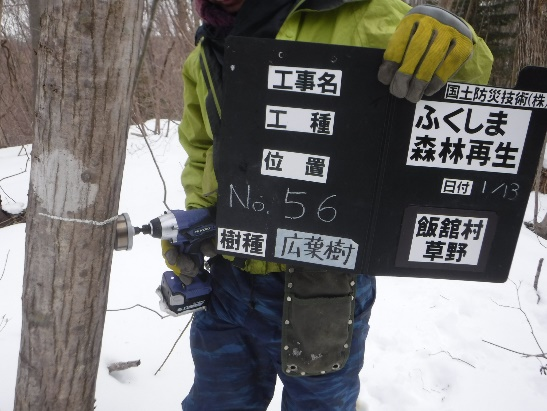 工事名
工種
位置
No. 56
樹種 広葉樹
国土防災技術(株)
ふくしま
森林再生
日付 1/13
飯舘村
草野